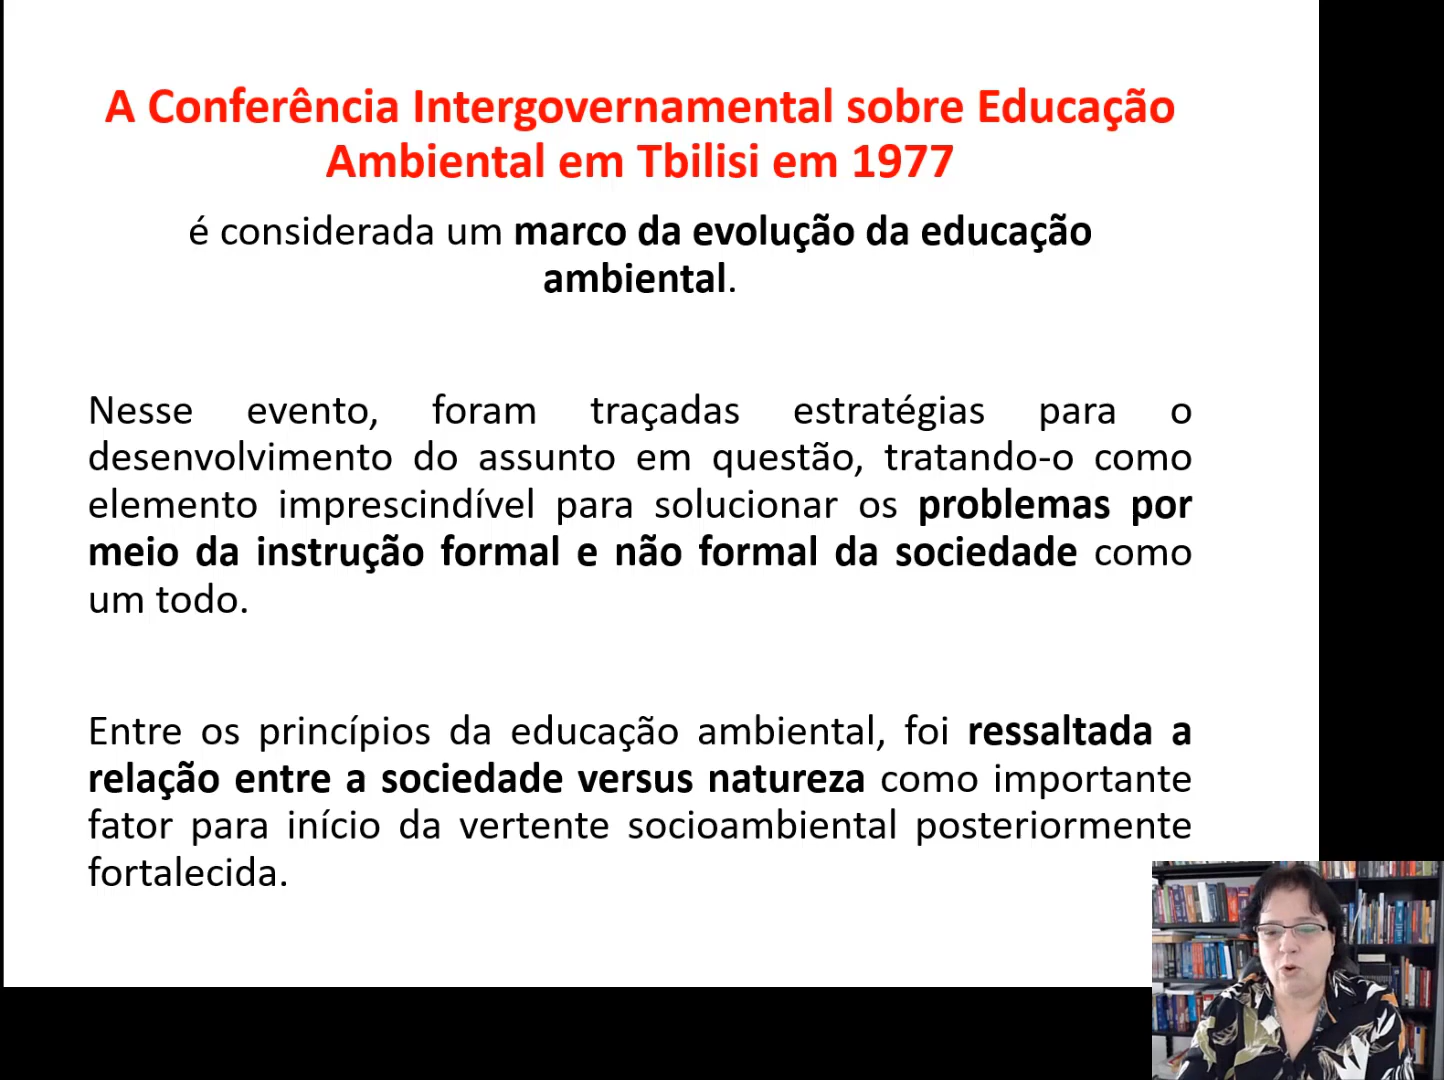 A Conferência Intergovernamental sobre Educação
Ambiental em Tbilisi em 1977
é considerada um marco da evolução da educação
ambiental.
Nesse evento, foram traçadas estratégias para o
desenvolvimento do assunto em questão, tratando-o como
elemento imprescindível para solucionar os problemas por
meio da instrução formal e não formal da sociedade como
um todo.
Entre os princípios da educação ambiental, foi ressaltada a
relação entre a sociedade versus natureza como importante
fator para início da vertente socioambiental posteriormente
fortalecida.